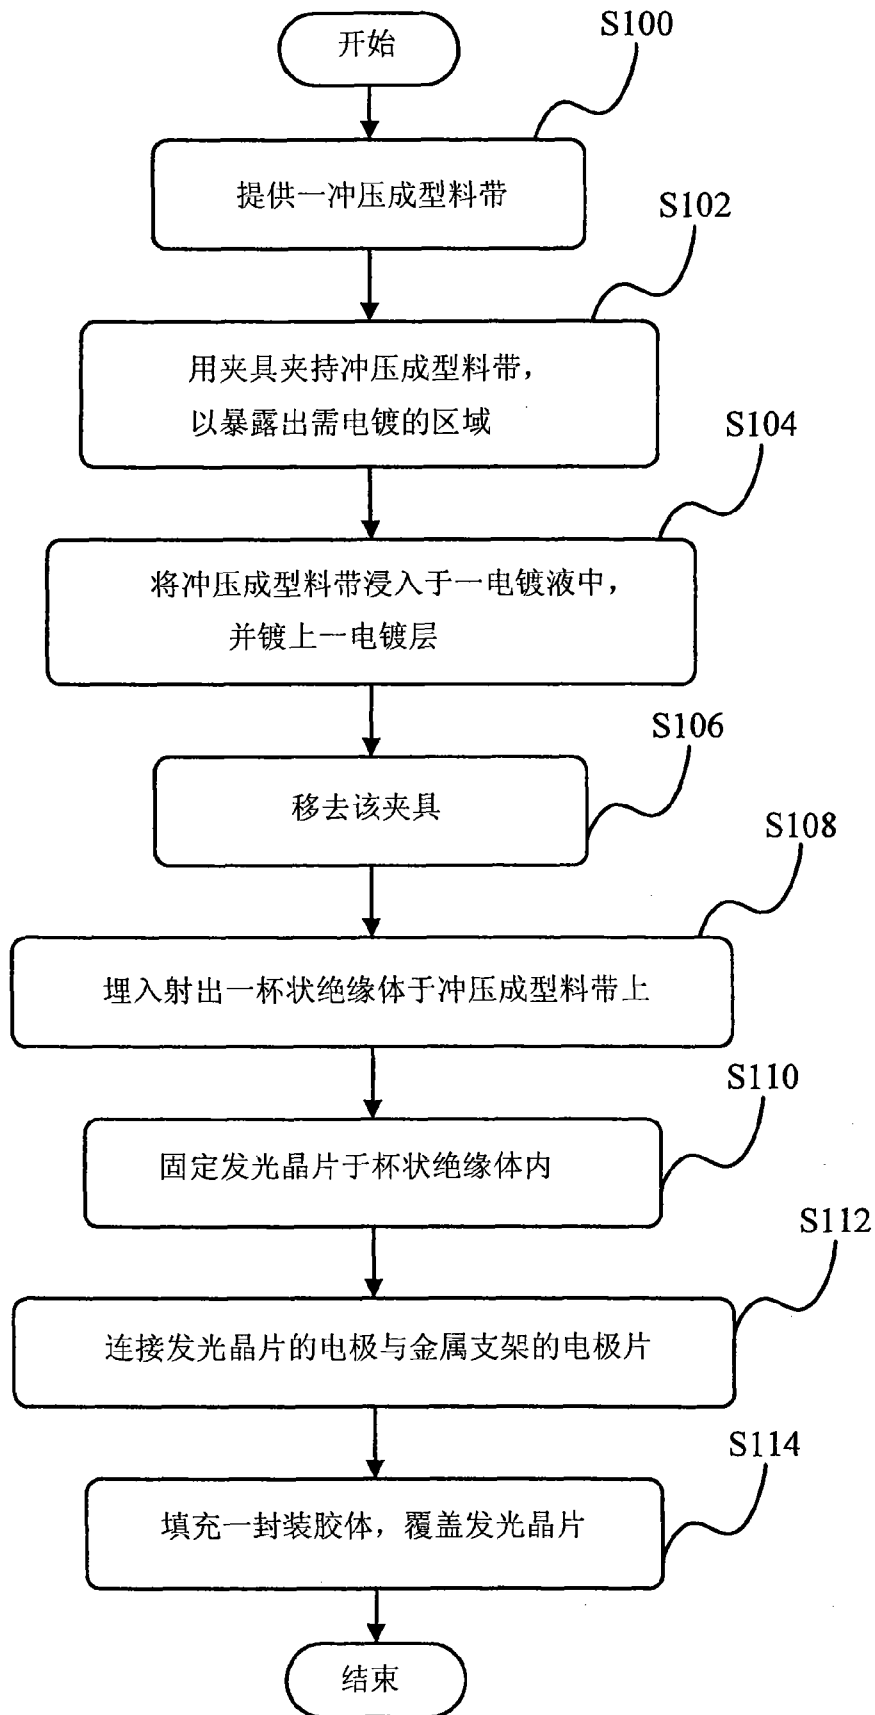 开始
S100
提供一冲压成型料带
S102
用夹具夹持冲压成型料带，
以暴露出需电镀的区域
S104
将冲压成型料带浸入于一电镀液中，
并镀上一电镀层
S106
移去该夹具
S108
埋入射出一杯状绝缘体于冲压成型料带上
S110
固定发光晶片于杯状绝缘体内
S112
连接发光晶片的电极与金属支架的电极片
S114
填充一封装胶体，覆盖发光晶片
结束